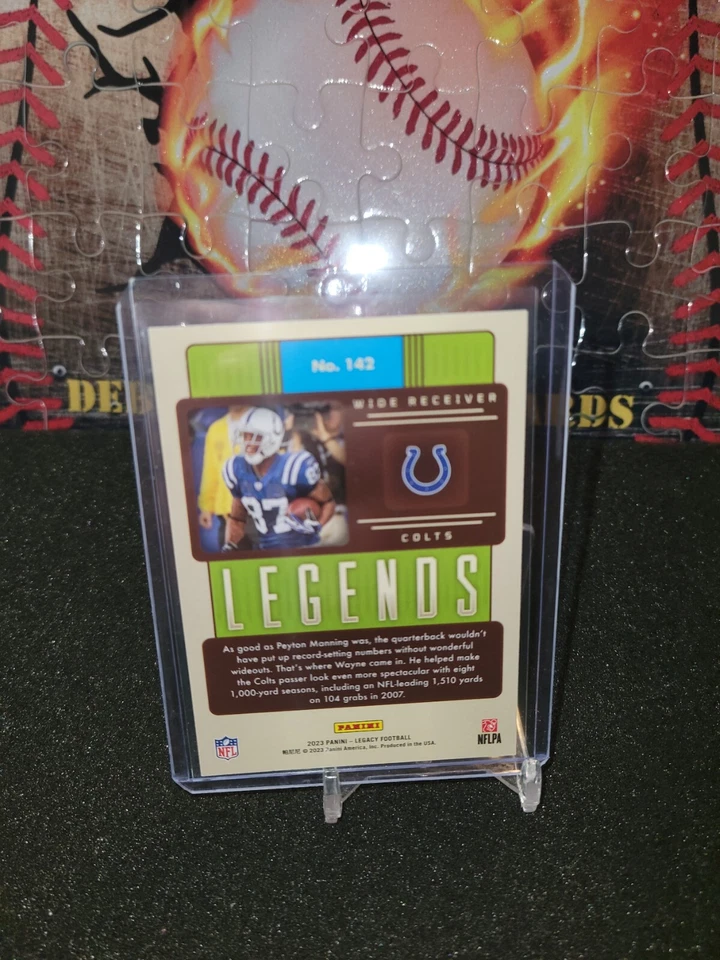 No. 142
WIDE RECEIVER
87
COLTS
LEGENDS
As good as Peyton Manning was, the quarterback wouldn't
have put up record-setting numbers without wonderful
wideouts. That's where Wayne came in. He helped make
the Colts passer look even more spectacular with eight
1,000-yard seasons, including an NFL-leading 1,510 yards
on 104 grabs in 2007.
PANINI
NFL
2023 PANINI – LEGACY FOOTBALL
© 2023 Panini America, Inc. Produced in the USA.
NFLPA